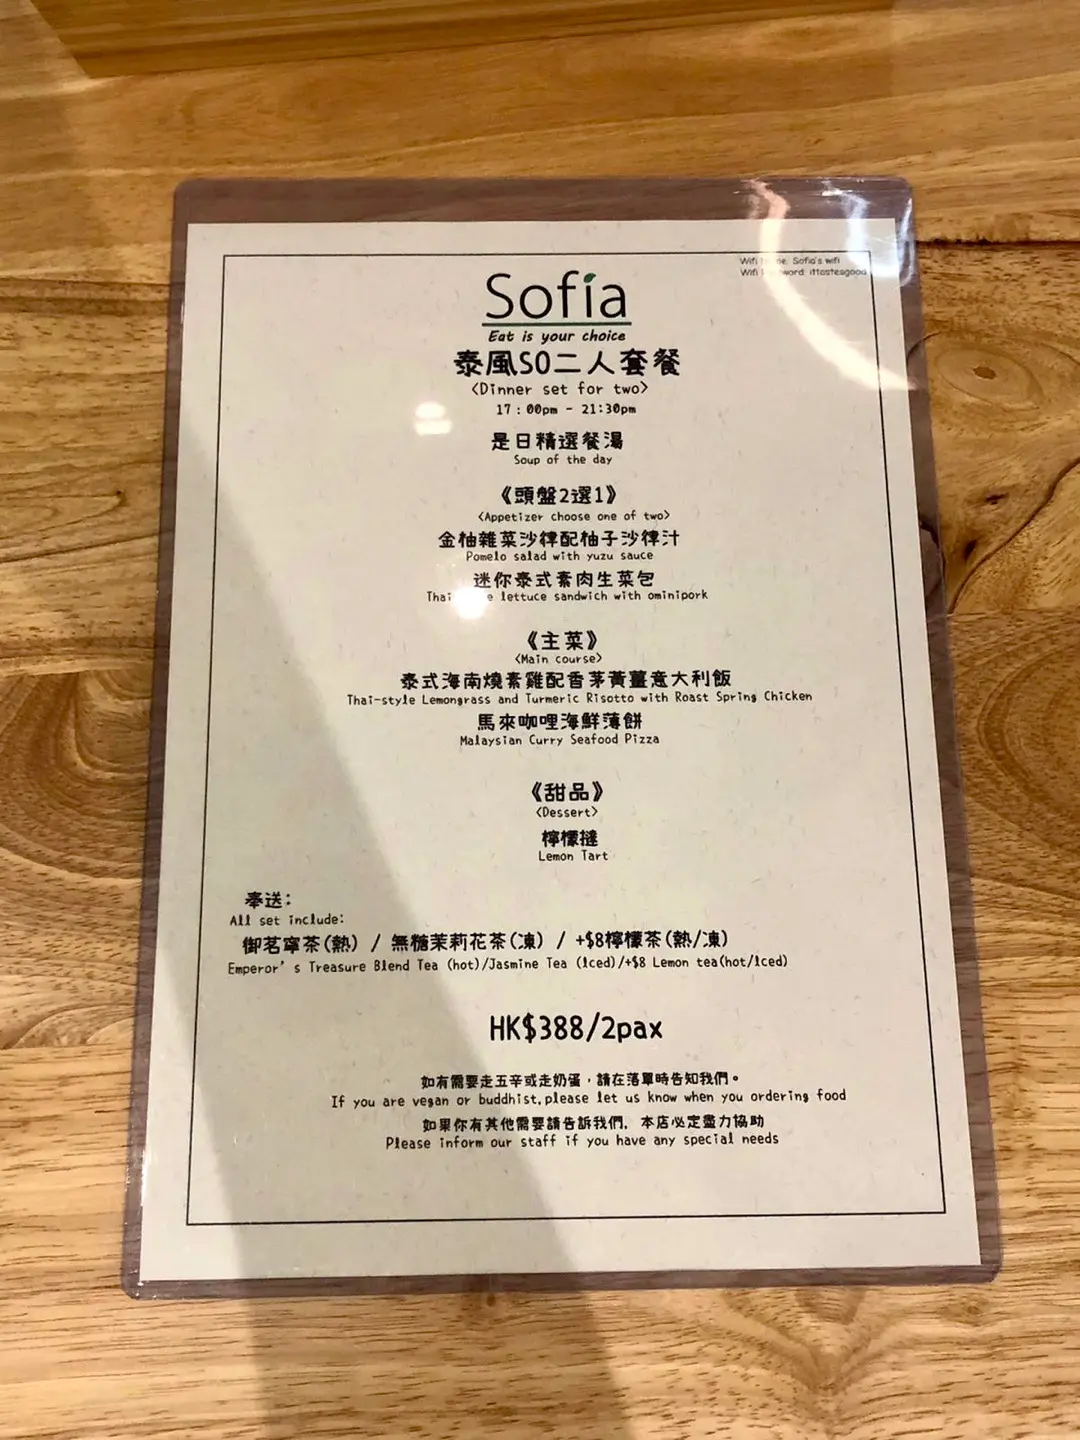 Wifi Sofia's wifi
Wifi ittastesgood
Sofia
Eat is your choice
泰風SO二人套餐
<Dinner set for two>
17:00pm - 21:30pm
是日精選餐湯
Soup of the day
《頭盤2選1》
<Appetizer choose one of two>
金柚雜菜沙律配柚子沙律汁
Pomelo salad with yuzu sauce
迷你泰式素肉生菜包
lettuce sandwich with ominipork
《主菜》
<Main course>
泰式海南燒素雞配香茅黃薑意大利飯
Thai-style Lemongrass and Turmeric Risotto with Roast Spring Chicken
馬來咖哩海鮮薄餅
Malaysian Curry Seafood Pizza
《甜品》
<Dessert>
檸檬撻
Lemon Tart
奉送:
All set include:
御茗寧茶(熱) / 無糖茉莉花茶(凍) / +$8檸檬茶(熱/凍)
Emperor's Treasure Blend Tea (hot)/Jasmine Tea (lced)/+$8 Lemon tea(hot/lced)
HK$388/2pax
如有需要走五辛或走奶蛋，請在落單時告知我們。
If you are vegan or buddhist,please let us know when you ordering food
如果你有其他需要請告訴我們, 本店必定盡力協助
Please inform our staff if you have any special needs